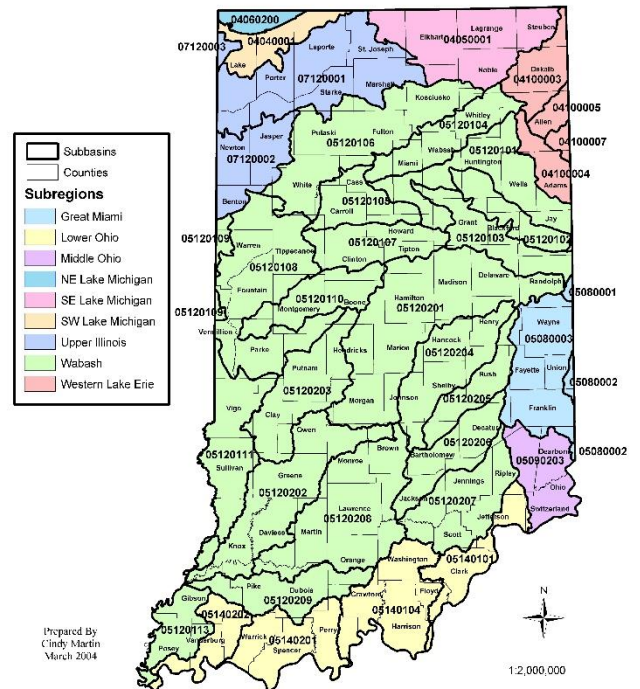 04060200
04040001
07120003
Lake
Porter
Laporte
St. Joseph
07120001
Starke
Marshall
Elkhart
Lagrange
Steuben
04050001
Noble
Dekalb
04100003
04100005
Allen
04100007
04100004
Adams
Kosciusko
Whitley
05120104
Newton
Jasper
07120002
Benton
Pulaski
Fulton
05120106
Wabash
05120101
Huntington
Miami
Wells
White
Cass
05120105
Carroll
Grant
Blackford
Jay
05120103
05120102
Howard
05120107
Tipton
Clinton
05120109
Warren
Tippecanoe
05120108
Fountain
05120109
Vermillion
Montgomery
05120110
Boone
Hamilton
05120201
Madison
Delaware
Randolph
05080001
Henry
Wayne
05080003
Hancock
05120204
Marion
Hendricks
Parke
Putnam
05120203
Morgan
Johnson
Shelby
Rush
05120205
Fayette
Union
05080002
Franklin
Decatur
05120206
Vigo
Clay
Owen
05120111
Sullivan
Greene
05120202
Monroe
Brown
Bartholomew
Jennings
Ripley
Dearborn
05090203
05080002
Ohio
Switzerland
Jackson
05120207
Jefferson
Scott
Lawrence
05120208
Knox
Daviess
Martin
Orange
Washington
05140101
Clark
Floyd
05140104
Harrison
Crawford
Pike
Dubois
05120209
Gibson
05140202
05120113
Posey
Vanderburg
Warrick
05140201
Spencer
Perry
Subbasins
Counties
Subregions
Great Miami
Lower Ohio
Middle Ohio
NE Lake Michigan
SE Lake Michigan
SW Lake Michigan
Upper Illinois
Wabash
Western Lake Erie
Prepared By
Cindy Martin
March 2004
N
1:2,000,000